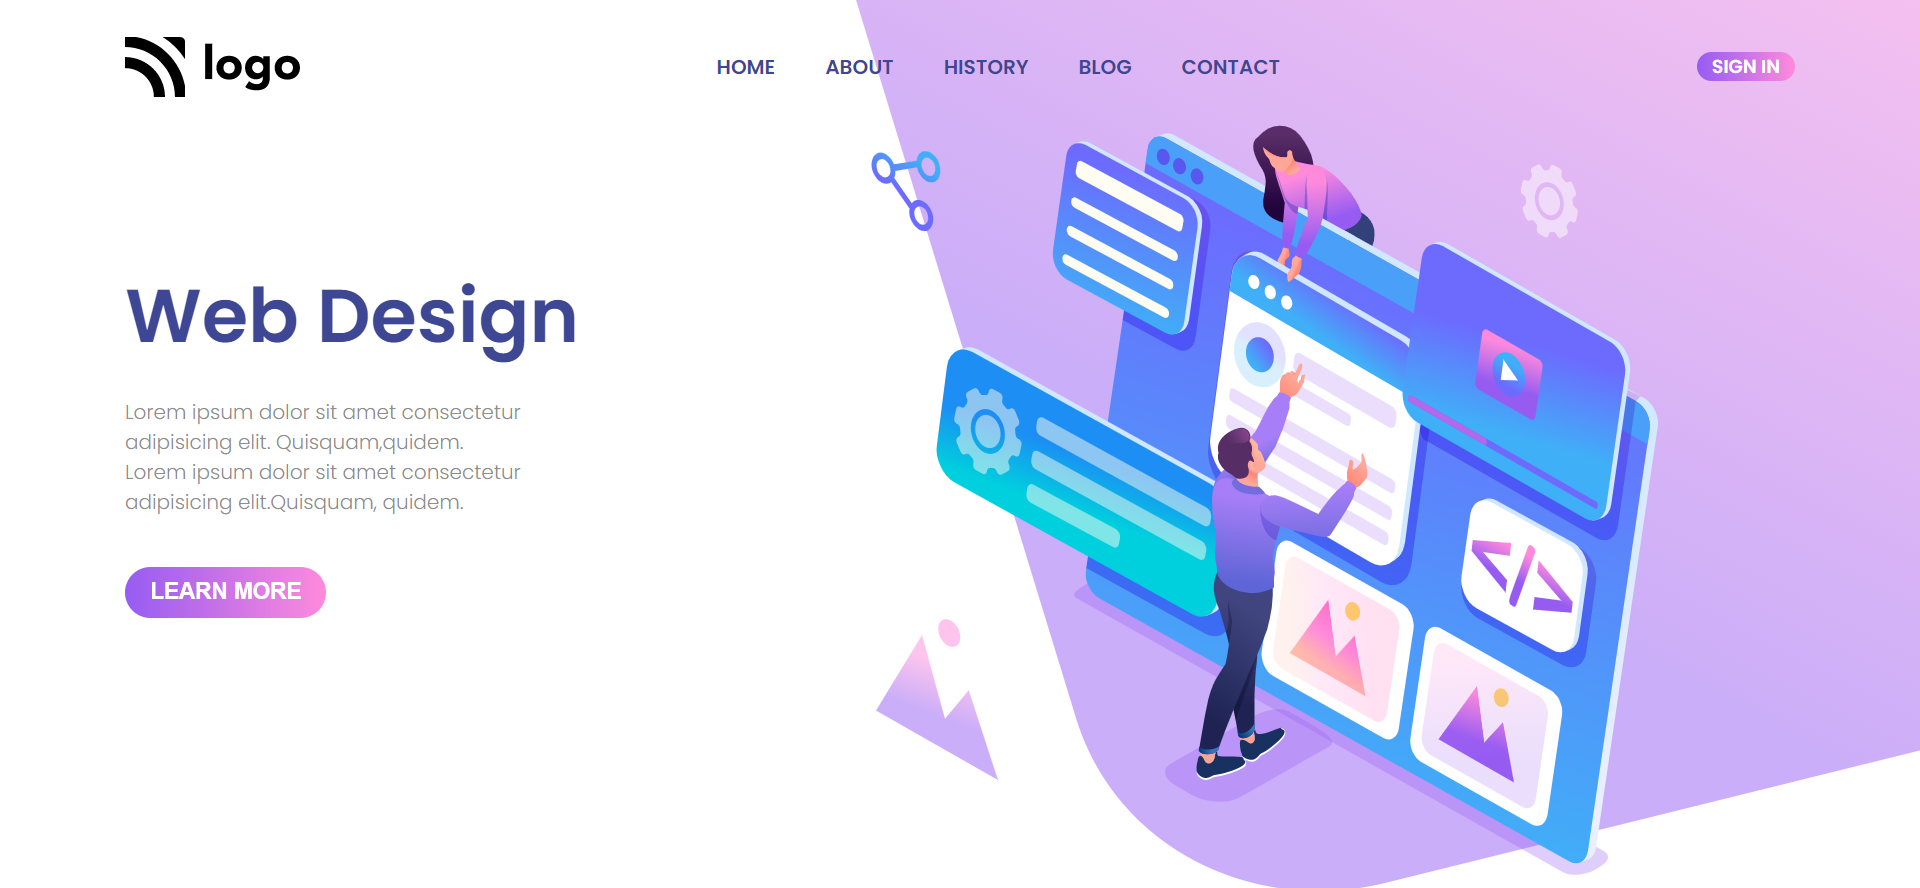 logo
HOME ABOUT HISTORY BLOG CONTACT
SIGN IN
Web Design
Lorem ipsum dolor sit amet consectetur
adipisicing elit. Quisquam,quidem.
Lorem ipsum dolor sit amet consectetur
adipisicing elit.Quisquam, quidem.
LEARN MORE
</>